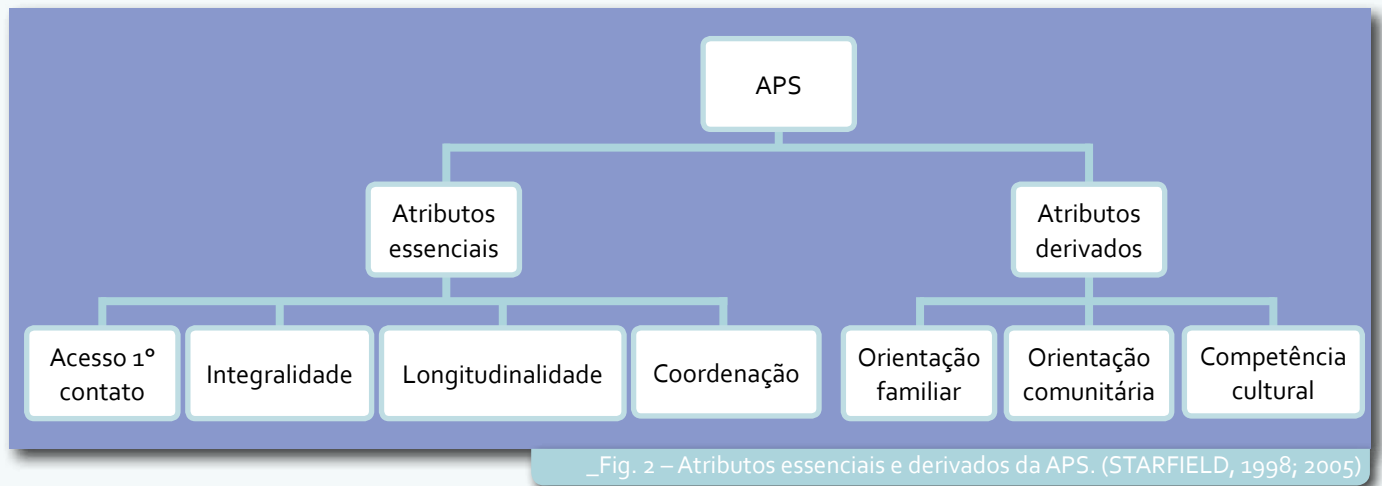 APS
Atributos
essenciais
Atributos
derivados
Acesso 1º
contato
Integralidade
Longitudinalidade
Coordenação
Orientação
familiar
Orientação
comunitária
Competência
cultural
_Fig. 2 – Atributos essenciais e derivados da APS. (STARFIELD, 1998; 2005)